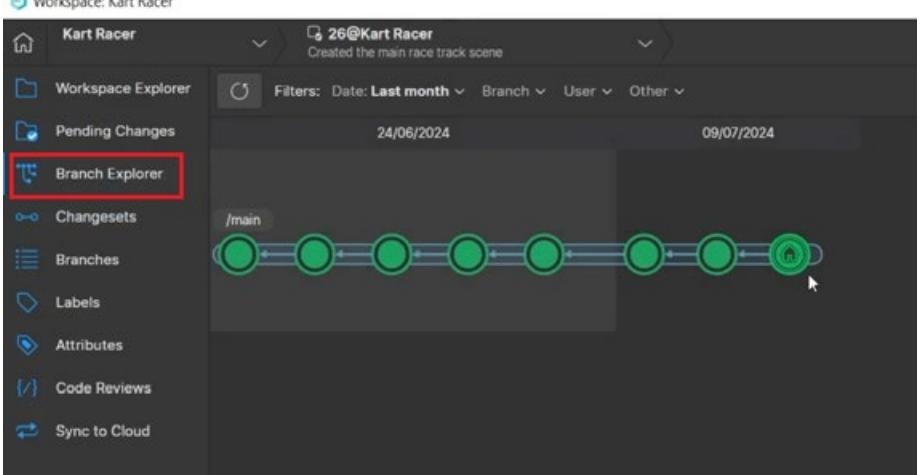 Workspace: Kart Racer
Kart Racer
26@Kart Racer
Created the main race track scene
Workspace Explorer
Filters: Date: Last month Branch User Other
Pending Changes
24/06/2024 09/07/2024
Branch Explorer
Changesets
/main
Branches
Labels
Attributes
{/} Code Reviews
Sync to Cloud